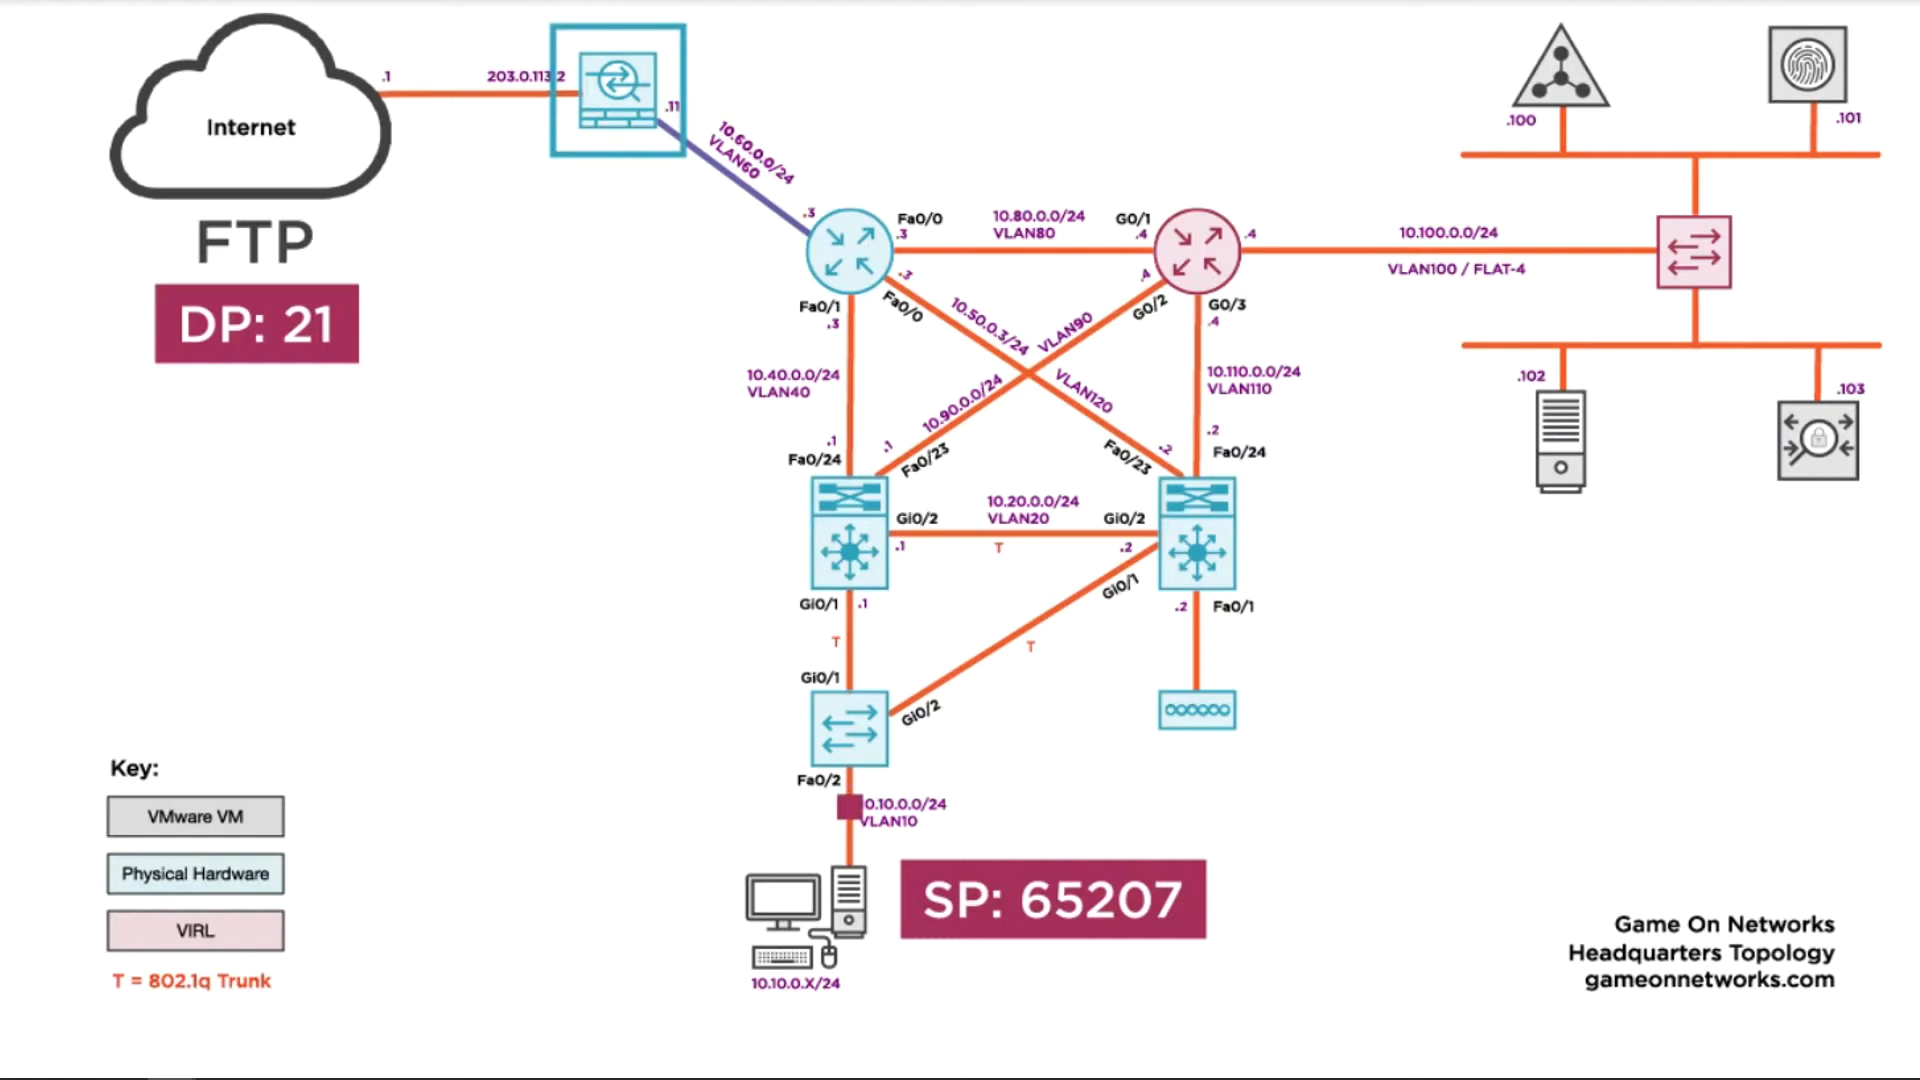 Internet
.1
203.0.113.2
.11
10.60.0.0/24
VLAN60
.3
FTP
DP: 21
Fa0/0
.3
10.80.0.0/24
VLAN80
G0/1
.4
.4
10.100.0.0/24
VLAN100 / FLAT-4
.100
.101
.102
.103
Fa0/1
.3
.3
Fa0/0
10.50.0.3/24
VLAN120
.4
G0/2
VLAN90
10.90.0.0/24
G0/3
.4
10.40.0.0/24
VLAN40
10.110.0.0/24
VLAN110
.1
Fa0/24
.1
Fa0/23
.2
Fa0/23
.2
Fa0/24
Gi0/2
.1
10.20.0.0/24
VLAN20
T
Gi0/2
.2
Gi0/1
.1
T
Gi0/1
Gi0/1
T
Gi0/2
.2
Fa0/1
Fa0/2
0.10.0.0/24
VLAN10
SP: 65207
10.10.0.X/24
Key:
VMware VM
Physical Hardware
VIRL
T = 802.1q Trunk
Game On Networks
Headquarters Topology
gameonnetworks.com